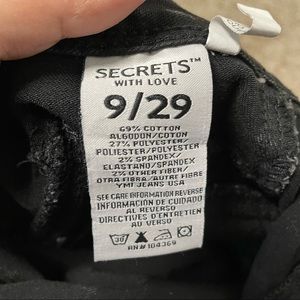 SECRETS™
WITH LOVE
9/29
69% COTTON
ALGODON/COTON
27% POLYESTER/
POLIESTER/POLYESTER
2% SPANDEX/
ELASTANO/SPANDEX
2% OTHER FIBER/
OTRA FIBRA/AUTRE FIBRE
YMI JEANS USA
SEE CARE INFORMATION REVERSE
INFORMACION DE CUIDADO
AL REVERSO
DIRECTIVES D'ENTRETIEN
AU VERSO
30
RN# 104369